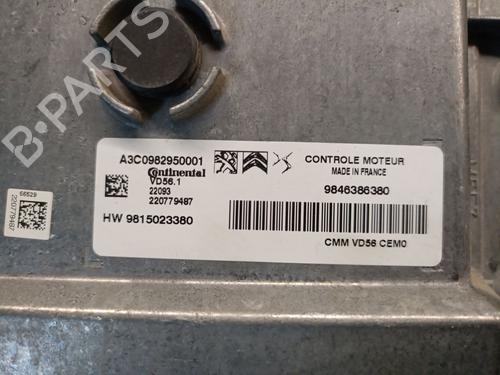 B-PARTS
A3C0982950001
Continental
VD56.1
22093
220779487
HW 9815023380
CONTROLE MOTEUR
MADE IN FRANCE
9846386380
CMM VD56 CEM0
56529
220779487